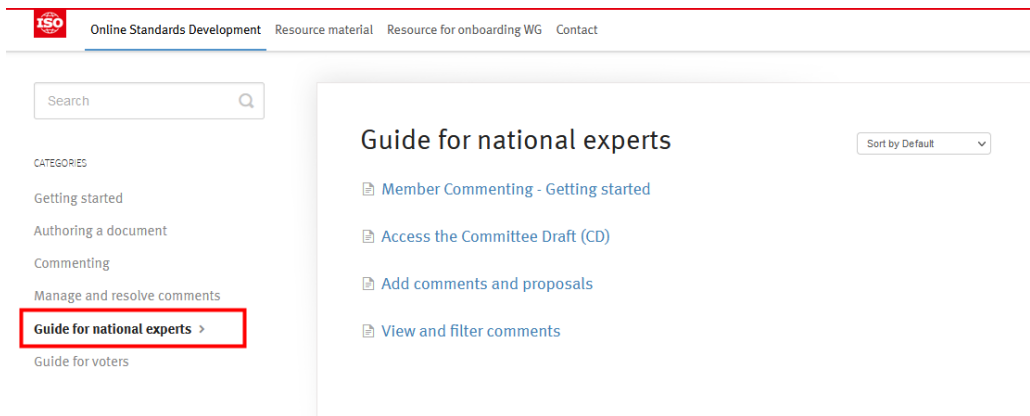 ISO
Online Standards Development Resource material Resource for onboarding WG Contact
Search
CATEGORIES
Getting started
Authoring a document
Commenting
Manage and resolve comments
Guide for national experts >
Guide for voters
Guide for national experts
Sort by Default
Member Commenting - Getting started
Access the Committee Draft (CD)
Add comments and proposals
View and filter comments